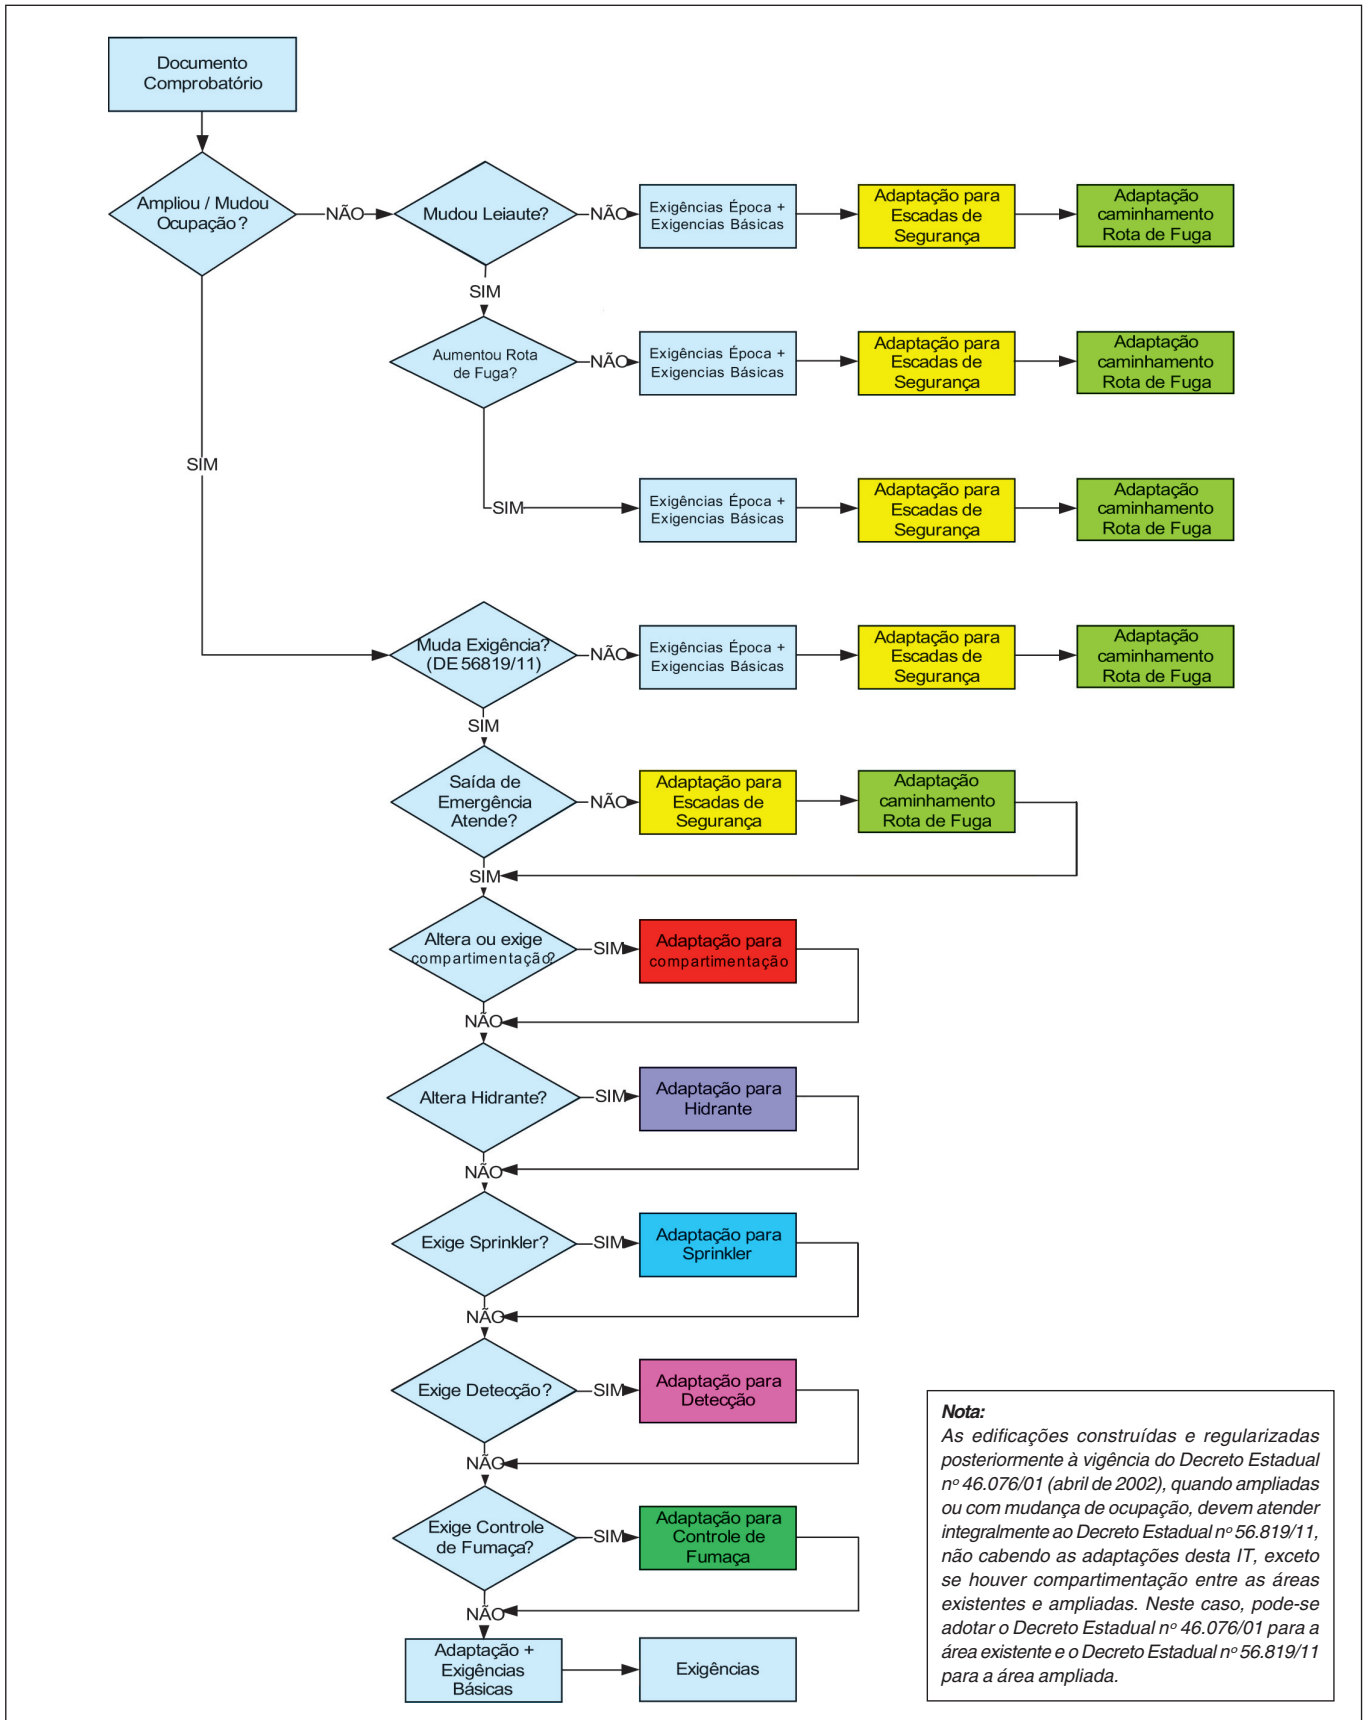 Documento
Comprobatório
Ampliou / Mudou
Ocupação ?
NÃO
Mudou Leiaute?
NÃO
Exigências Época +
Exigencias Básicas
Adaptação para
Escadas de
Segurança
Adaptação
caminhamento
Rota de Fuga
SIM
Aumentou Rota
de Fuga?
NÃO
Exigências Época +
Exigencias Básicas
Adaptação para
Escadas de
Segurança
Adaptação
caminhamento
Rota de Fuga
SIM
SIM
Exigências Época +
Exigencias Básicas
Adaptação para
Escadas de
Segurança
Adaptação
caminhamento
Rota de Fuga
Muda Exigência?
(DE 56819/11)
NÃO
Exigências Época +
Exigencias Básicas
Adaptação para
Escadas de
Segurança
Adaptação
caminhamento
Rota de Fuga
SIM
Saída de
Emergência
Atende?
NÃO
Adaptação para
Escadas de
Segurança
Adaptação
caminhamento
Rota de Fuga
SIM
Altera ou exige
compartimentação?
SIM
Adaptação para
compartimentação
NÃO
Altera Hidrante?
SIM
Adaptação para
Hidrante
NÃO
Exige Sprinkler?
SIM
Adaptação para
Sprinkler
NÃO
Exige Detecção ?
SIM
Adaptação para
Detecção
NÃO
Exige Controle
de Fumaça?
SIM
Adaptação para
Controle de
Fumaça
NÃO
Adaptação +
Exigências
Básicas
Exigências
Nota:
As edificações construídas e regularizadas
posteriormente à vigência do Decreto Estadual
nº 46.076/01 (abril de 2002), quando ampliadas
ou com mudança de ocupação, devem atender
integralmente ao Decreto Estadual nº 56.819/11,
não cabendo as adaptações desta IT, exceto
se houver compartimentação entre as áreas
existentes e ampliadas. Neste caso, pode-se
adotar o Decreto Estadual nº 46.076/01 para a
área existente e o Decreto Estadual nº 56.819/11
para a área ampliada.